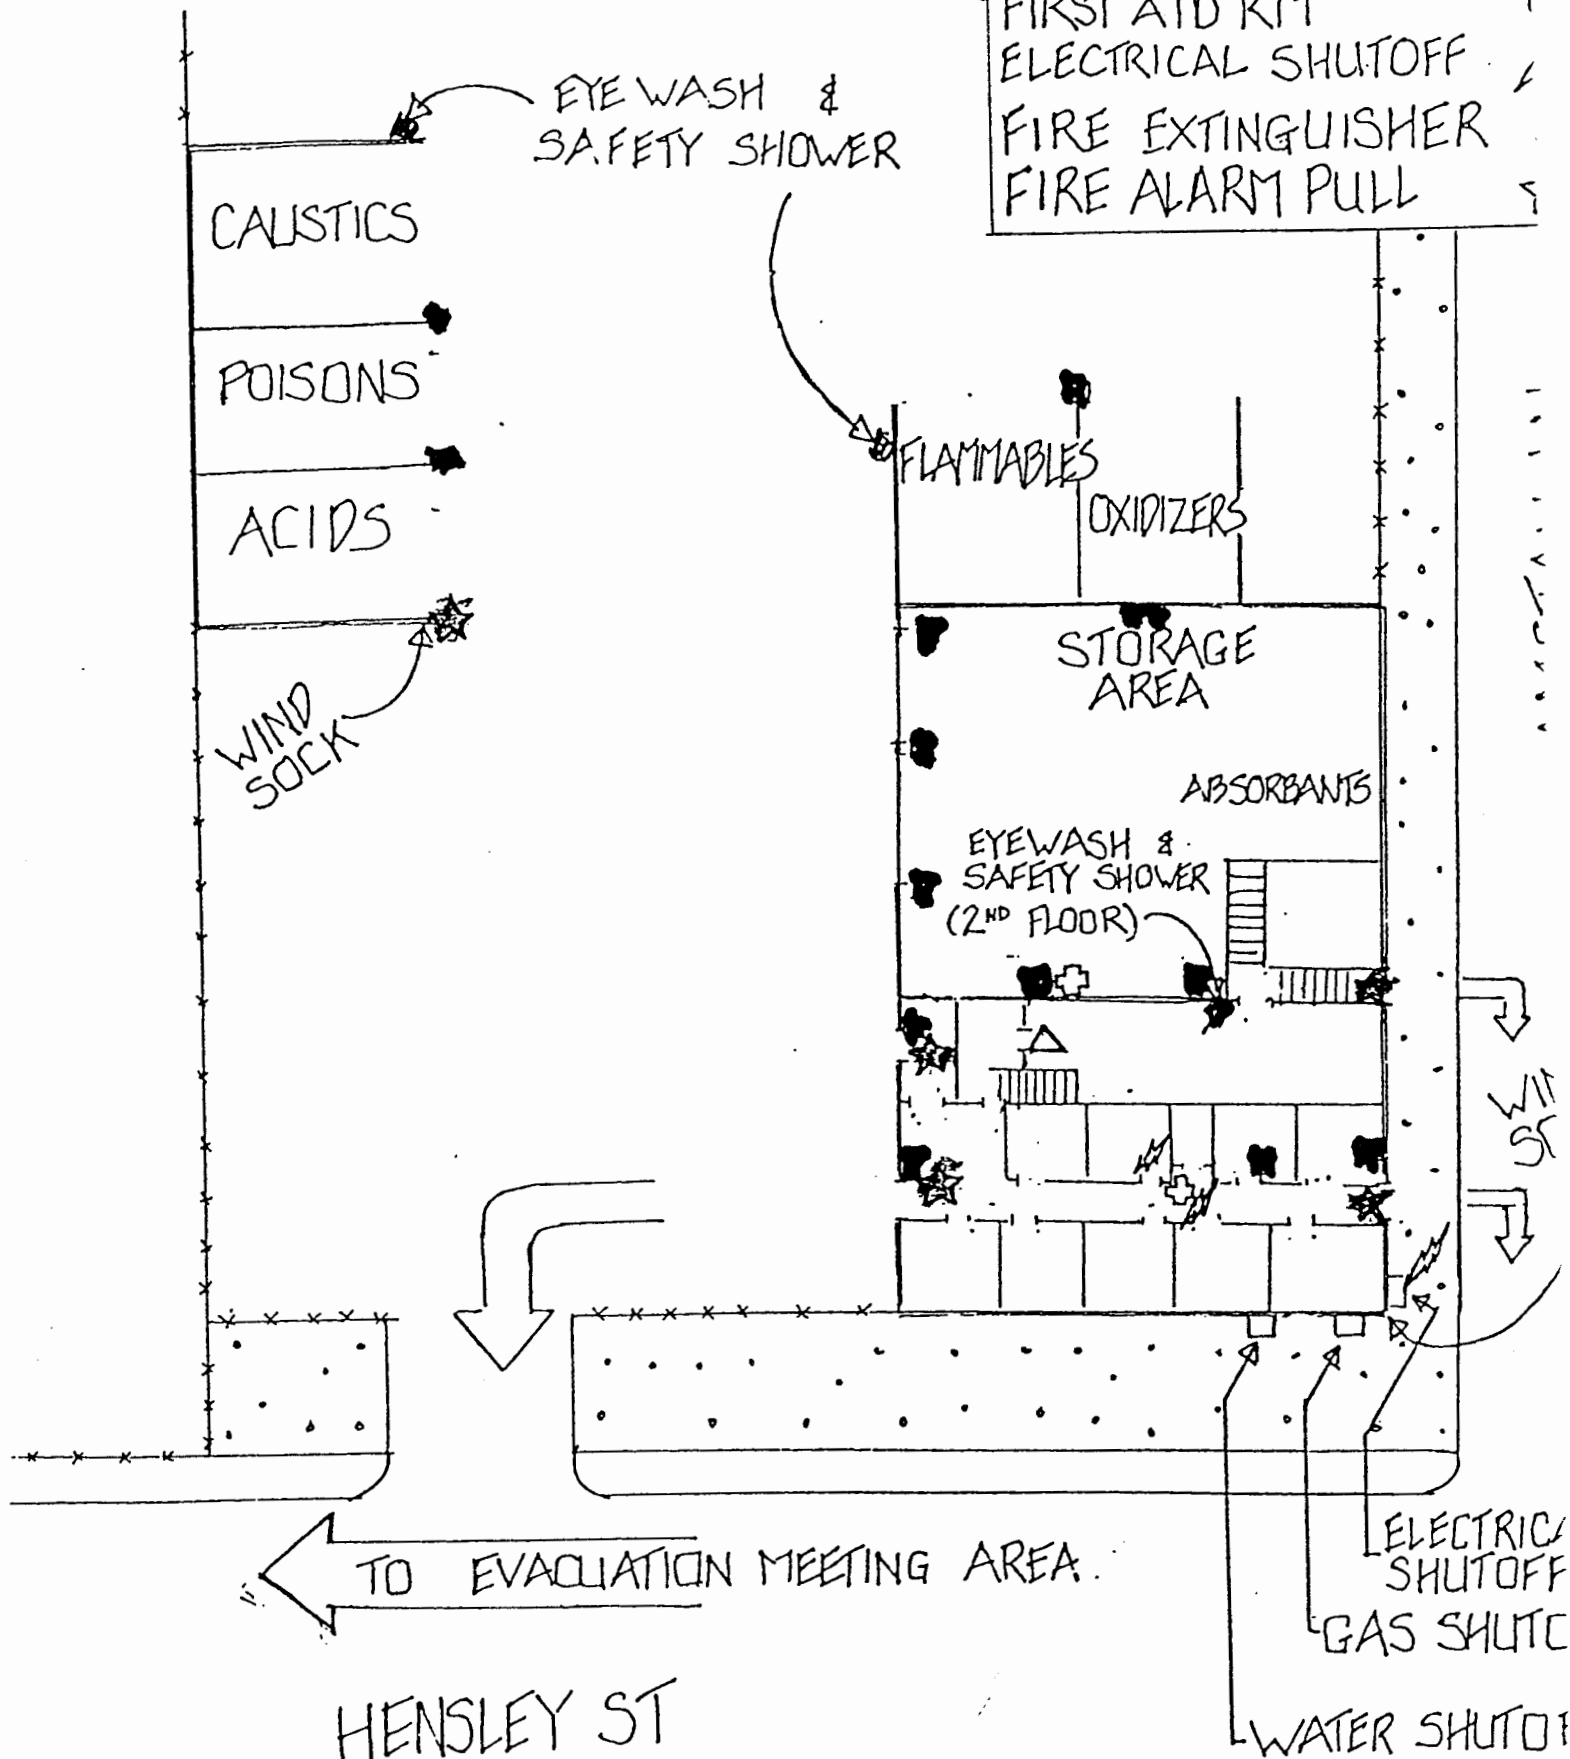 FIRST AID KIT
ELECTRICAL SHUTOFF
FIRE EXTINGUISHER
FIRE ALARM PULL
EYE WASH &
SAFETY SHOWER
CAUSTICS
POISONS
ACIDS
WIND
SOCK
FLAMMABLES
OXIDIZERS
STORAGE
AREA
ABSORBANTS
EYEWASH &
SAFETY SHOWER
(2ND FLOOR)
TO EVACUATION MEETING AREA
ELECTRICA
SHUTOFF
GAS SHUTO
WATER SHUTOF
HENSLEY ST